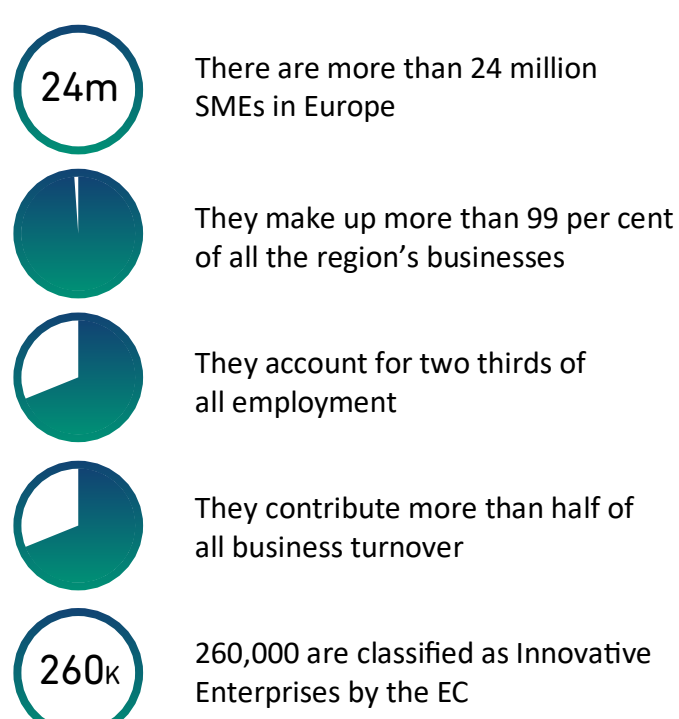 24m
There are more than 24 million
SMEs in Europe
They make up more than 99 per cent
of all the region’s businesses
They account for two thirds of
all employment
They contribute more than half of
all business turnover
260K
260,000 are classified as Innovative
Enterprises by the EC